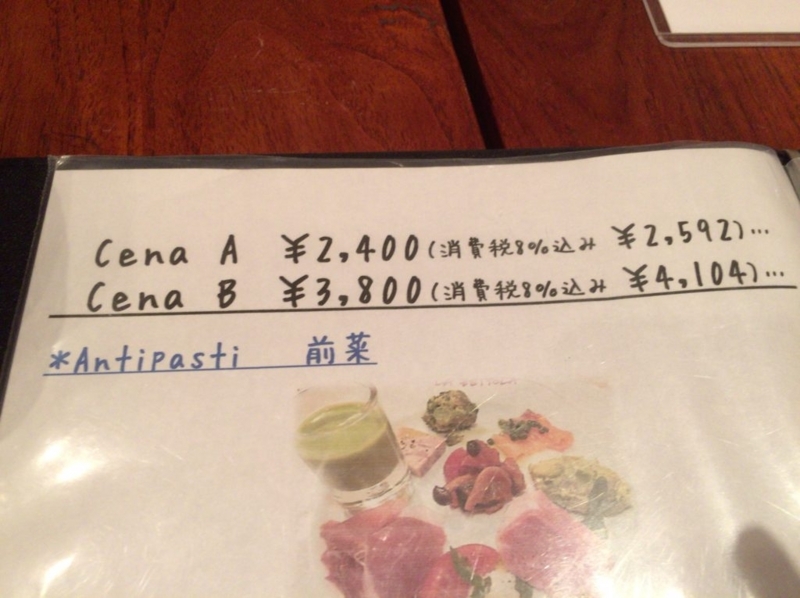 Cena A ¥2,400(消費税8%込み ¥2,592)…
Cena B ¥3,800(消費税8%込み ¥4,104)…
*Antipasti 前菜